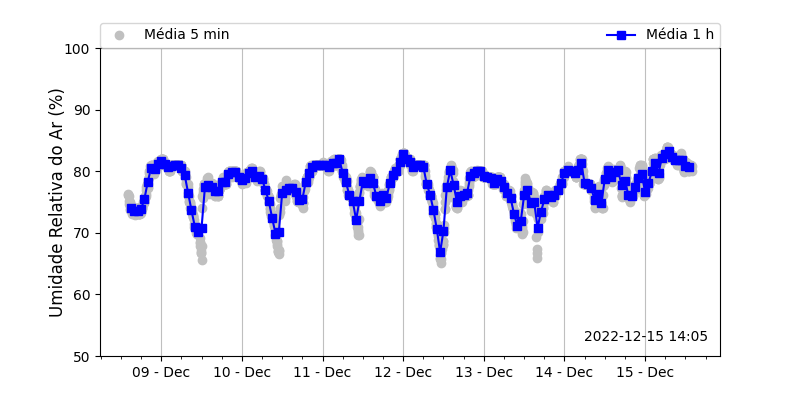 Média 5 min
Média 1 h
Umidade Relativa do Ar (%)
100
90
80
70
60
50
2022-12-15 14:05
09 - Dec
10 - Dec
11 - Dec
12 - Dec
13 - Dec
14 - Dec
15 - Dec